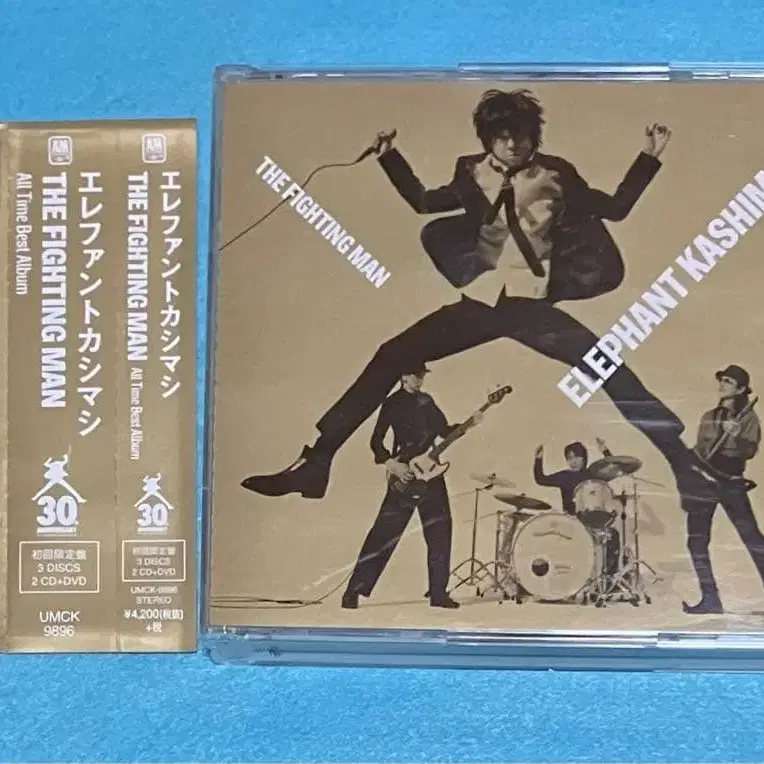 A&M
エレファントカシマシ
THE FIGHTING MAN
All Time Best Album
30
ANNIVERSARY
初回限定盤
3 DISCS
2 CD+DVD
UMCK
9896
A&M
エレファントカシマシ
THE FIGHTING MAN
All Time Best Album
30
初回限定盤
3 DISCS
2 CD+DVD
UMCK-9896
STEREO
¥4,200(税抜)
+税
THE FIGHTING MAN
ELEPHANT KASHIM